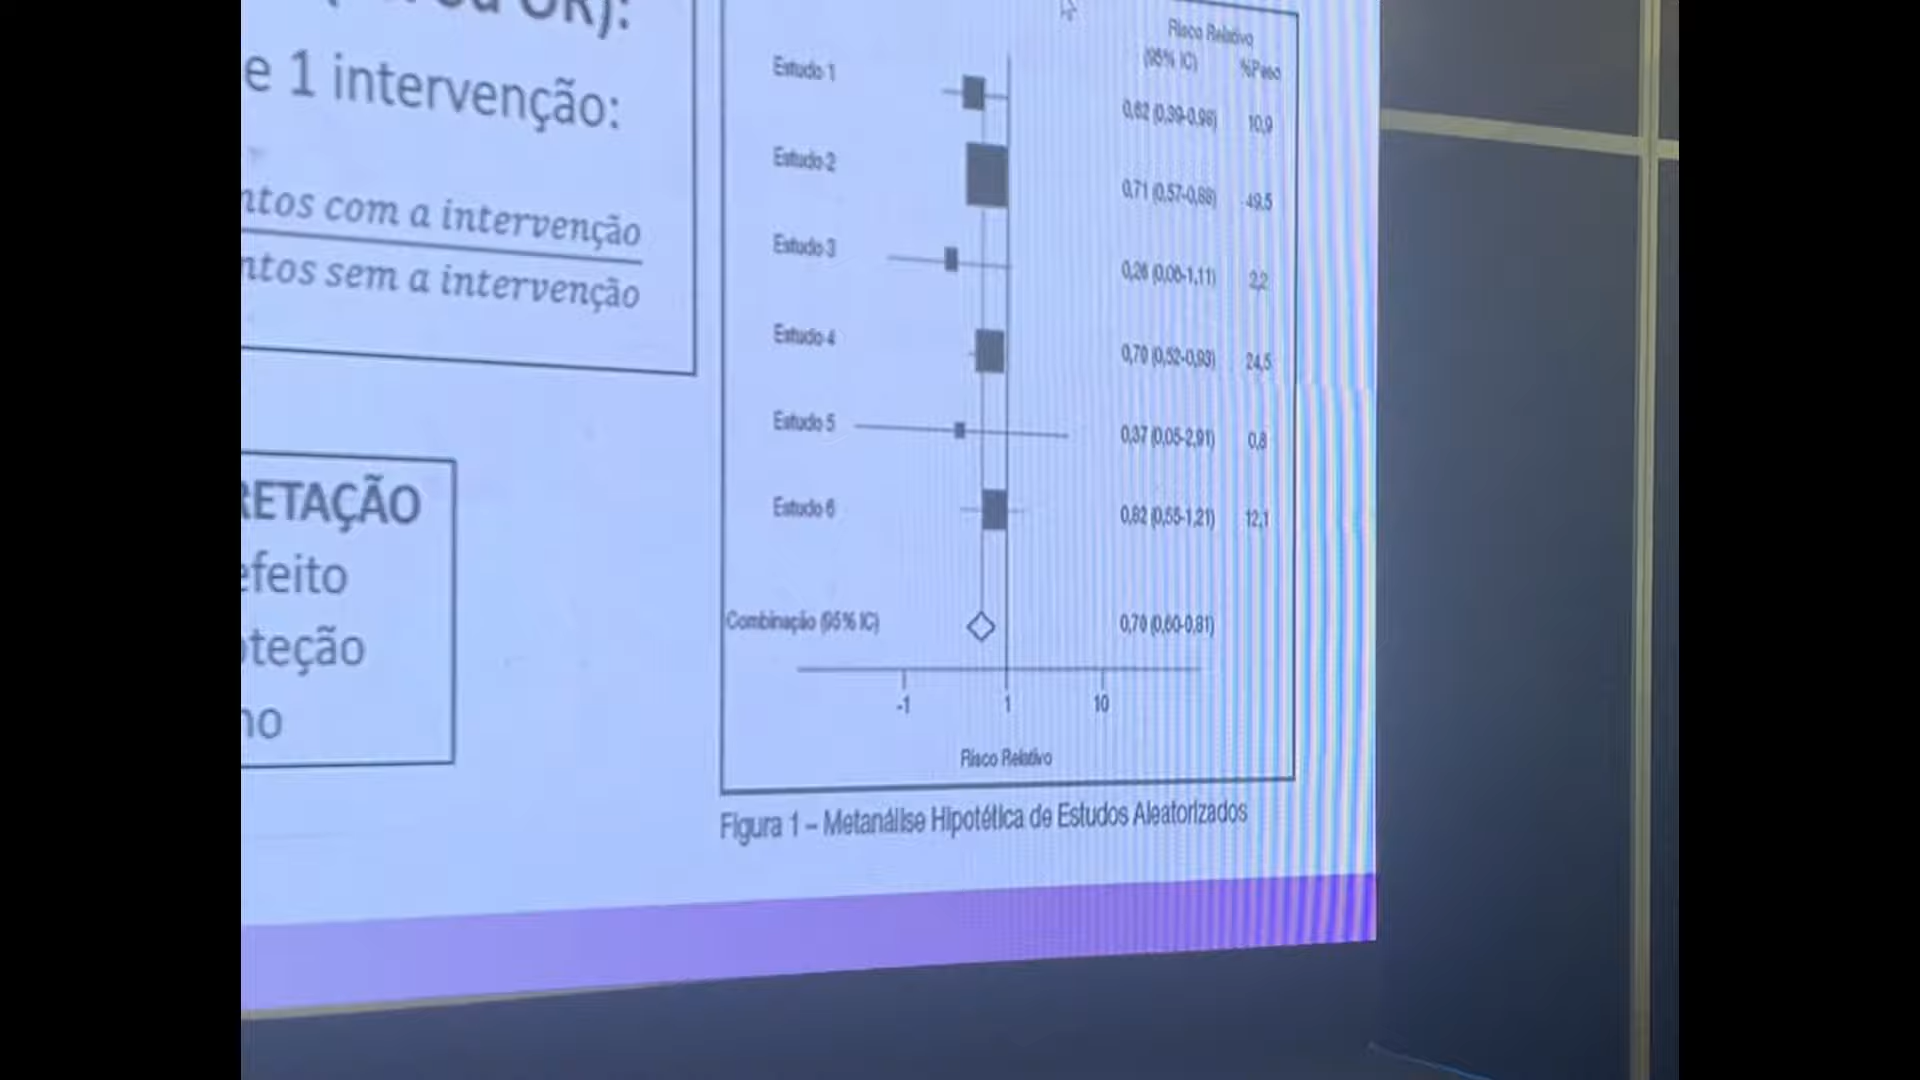 OR):
e 1 intervenção:
ntos com a intervenção
ntos sem a intervenção
RETAÇÃO
efeito
oteção
no
Risco Relativo
(95% IC) %Peso
Estudo 1
0,62 (0,39-0,98) 10,9
Estudo 2
0,71 (0,57-0,88) 49,5
Estudo 3
0,26 (0,06-1,11) 2,2
Estudo 4
0,70 (0,52-0,93) 24,5
Estudo 5
0,37 (0,05-2,91) 0,8
Estudo 6
0,82 (0,55-1,21) 12,1
Combinação (95% IC) 0,70 (0,60-0,81)
-1 1 10
Risco Relativo
Figura 1 – Metanálise Hipotética de Estudos Aleatorizados